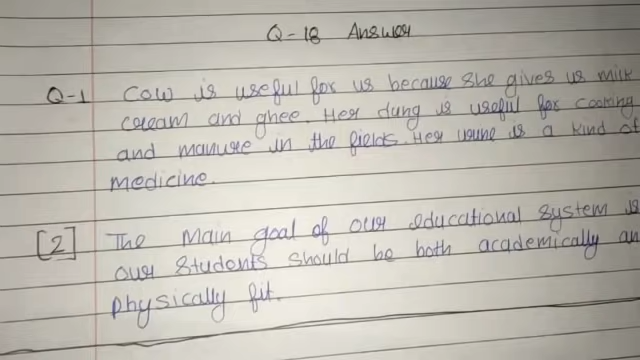 Q-18 Answer
Q-1 Cow is useful for us because she gives us milk
cream and ghee. Her dung is useful for cooking
and manure in the fields. Her urine is a kind of
medicine.
[2] The main goal of our educational system is
our students should be both academically an
physically fit.